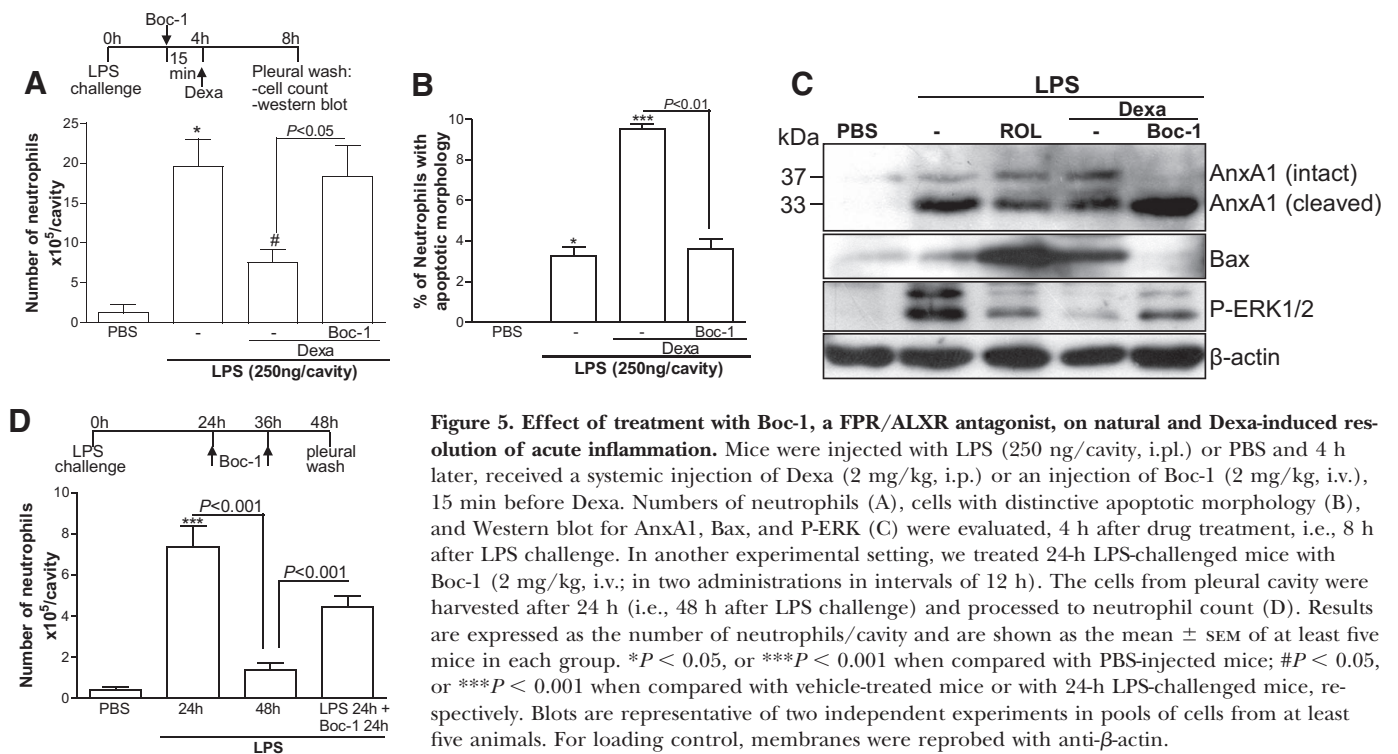 Boc-1
0h
4h
8h
15
min
LPS
challenge
Dexa
Pleural wash:
-cell count
-western blot
A
Number of neutrophils
x10⁵/cavity
25
20
15
10
5
0
*
#
P<0.05
PBS
-
-
Boc-1
Dexa
LPS (250ng/cavity)
B
% of Neutrophils with
apoptotic morphology
10
8
6
4
2
0
*
***
P<0.01
PBS
-
-
Boc-1
Dexa
LPS (250ng/cavity)
C
LPS
Dexa
kDa
PBS
-
ROL
-
Boc-1
37
33
AnxA1 (intact)
AnxA1 (cleaved)
Bax
P-ERK1/2
β-actin
D
0h
24h
36h
48h
LPS
challenge
Boc-1
pleural
wash
Number of neutrophils
x10⁵/cavity
10
8
6
4
2
0
***
P<0.001
P<0.001
PBS
24h
48h
LPS 24h +
Boc-1 24h
LPS
Figure 5. Effect of treatment with Boc-1, a FPR/ALXR antagonist, on natural and Dexa-induced res-
olution of acute inflammation. Mice were injected with LPS (250 ng/cavity, i.pl.) or PBS and 4 h
later, received a systemic injection of Dexa (2 mg/kg, i.p.) or an injection of Boc-1 (2 mg/kg, i.v.),
15 min before Dexa. Numbers of neutrophils (A), cells with distinctive apoptotic morphology (B),
and Western blot for AnxA1, Bax, and P-ERK (C) were evaluated, 4 h after drug treatment, i.e., 8 h
after LPS challenge. In another experimental setting, we treated 24-h LPS-challenged mice with
Boc-1 (2 mg/kg, i.v.; in two administrations in intervals of 12 h). The cells from pleural cavity were
harvested after 24 h (i.e., 48 h after LPS challenge) and processed to neutrophil count (D). Results
are expressed as the number of neutrophils/cavity and are shown as the mean ± SEM of at least five
mice in each group. *P < 0.05, or ***P < 0.001 when compared with PBS-injected mice; #P < 0.05,
or ***P < 0.001 when compared with vehicle-treated mice or with 24-h LPS-challenged mice, re-
spectively. Blots are representative of two independent experiments in pools of cells from at least
five animals. For loading control, membranes were reprobed with anti-β-actin.